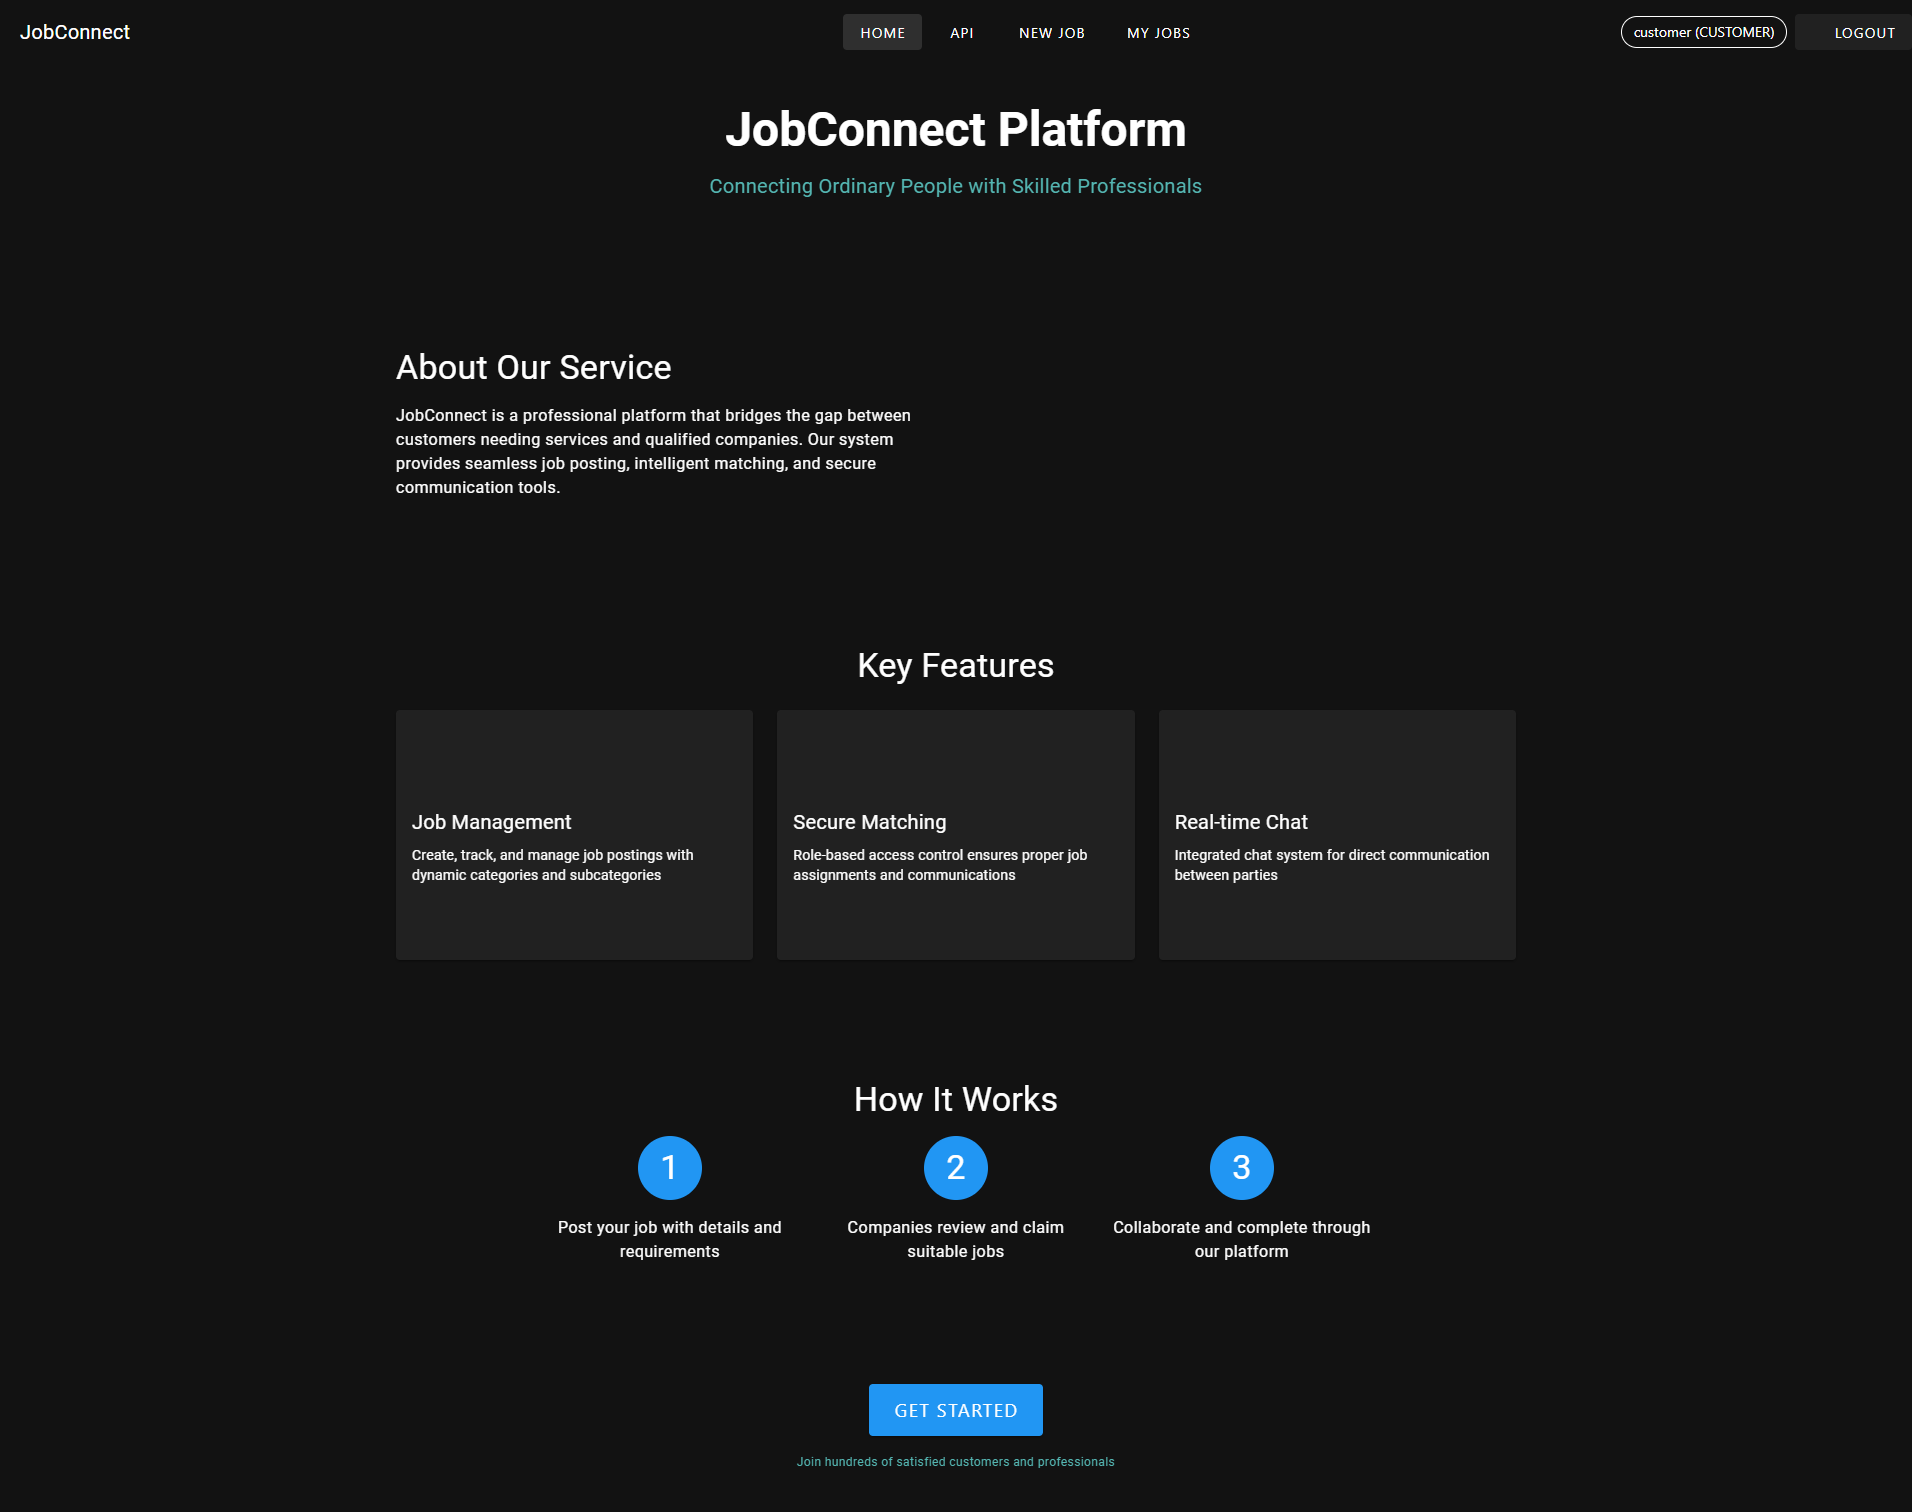 JobConnect
HOME
API
NEW JOB
MY JOBS
customer (CUSTOMER)
LOGOUT
JobConnect Platform
Connecting Ordinary People with Skilled Professionals
About Our Service
JobConnect is a professional platform that bridges the gap between
customers needing services and qualified companies. Our system
provides seamless job posting, intelligent matching, and secure
communication tools.
Key Features
Job Management
Create, track, and manage job postings with
dynamic categories and subcategories
Secure Matching
Role-based access control ensures proper job
assignments and communications
Real-time Chat
Integrated chat system for direct communication
between parties
How It Works
1
Post your job with details and
requirements
2
Companies review and claim
suitable jobs
3
Collaborate and complete through
our platform
GET STARTED
Join hundreds of satisfied customers and professionals